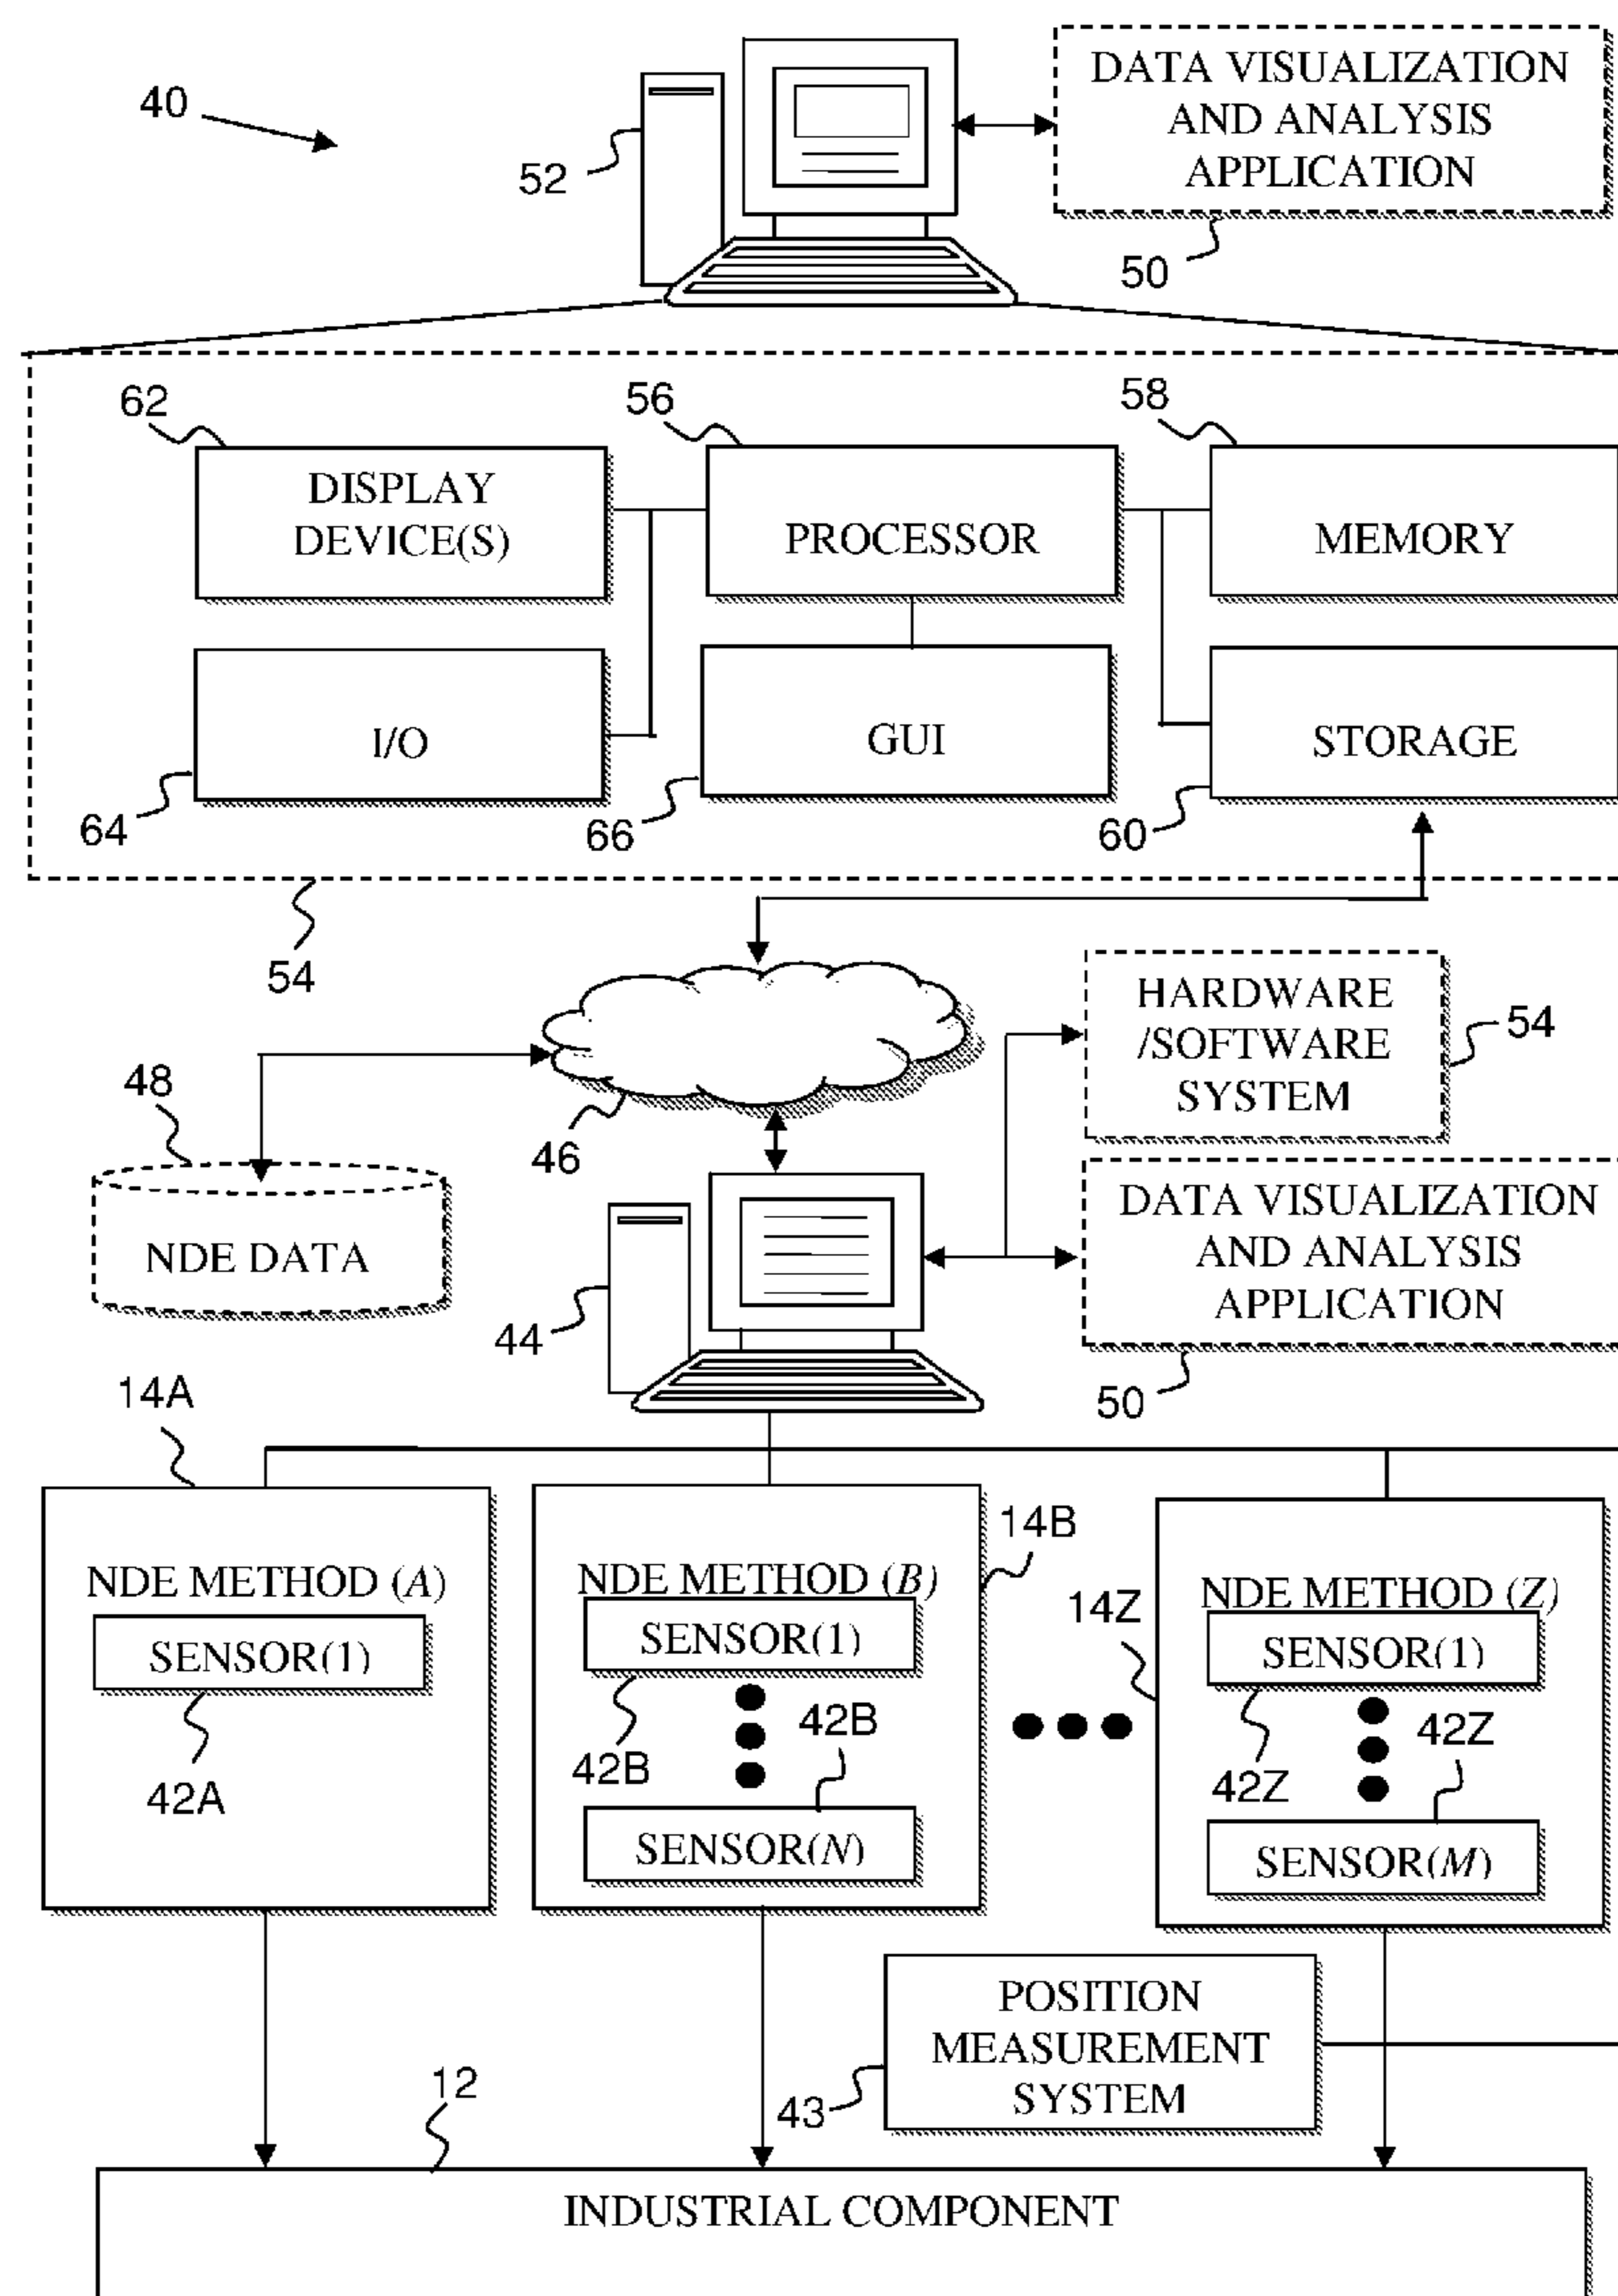 40
52
DATA VISUALIZATION
AND ANALYSIS
APPLICATION
50
62
56
58
DISPLAY
DEVICE(S)
PROCESSOR
MEMORY
I/O
GUI
STORAGE
64
66
60
54
HARDWARE
/SOFTWARE
SYSTEM
54
48
46
NDE DATA
DATA VISUALIZATION
AND ANALYSIS
APPLICATION
44
50
14A
NDE METHOD (A)
SENSOR(1)
42A
14B
NDE METHOD (B)
SENSOR(1)
42B
42B
SENSOR(N)
14Z
NDE METHOD (Z)
SENSOR(1)
42Z
42Z
SENSOR(M)
POSITION
MEASUREMENT
SYSTEM
43
12
INDUSTRIAL COMPONENT